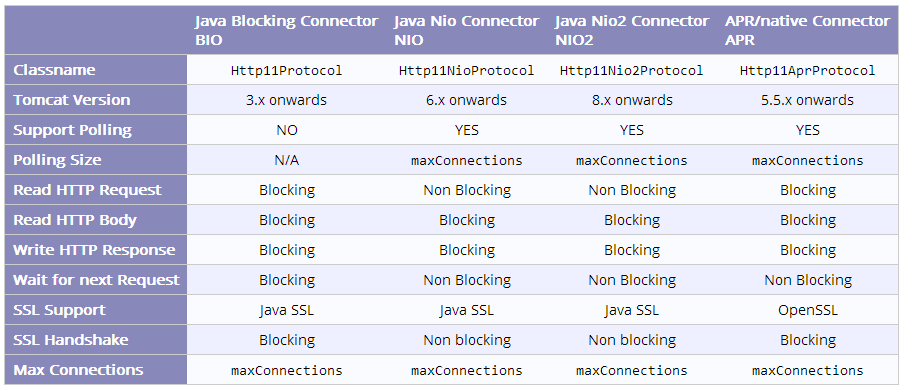 Java Blocking Connector BIO Java Nio Connector NIO Java Nio2 Connector NIO2 APR/native Connector APR
Classname Http11Protocol Http11NioProtocol Http11Nio2Protocol Http11AprProtocol
Tomcat Version 3.x onwards 6.x onwards 8.x onwards 5.5.x onwards
Support Polling NO YES YES YES
Polling Size N/A maxConnections maxConnections maxConnections
Read HTTP Request Blocking Non Blocking Non Blocking Blocking
Read HTTP Body Blocking Blocking Blocking Blocking
Write HTTP Response Blocking Blocking Blocking Blocking
Wait for next Request Blocking Non Blocking Non Blocking Non Blocking
SSL Support Java SSL Java SSL Java SSL OpenSSL
SSL Handshake Blocking Non blocking Non blocking Blocking
Max Connections maxConnections maxConnections maxConnections maxConnections